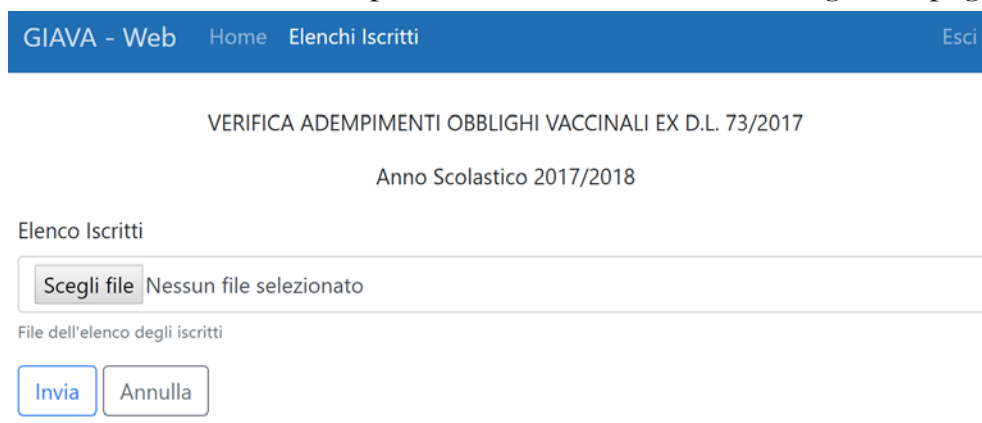 GIAVA - Web Home Elenchi Iscritti Esci
VERIFICA ADEMPIMENTI OBBLIGHI VACCINALI EX D.L. 73/2017
Anno Scolastico 2017/2018
Elenco Iscritti
Scegli file Nessun file selezionato
File dell'elenco degli iscritti
Invia Annulla